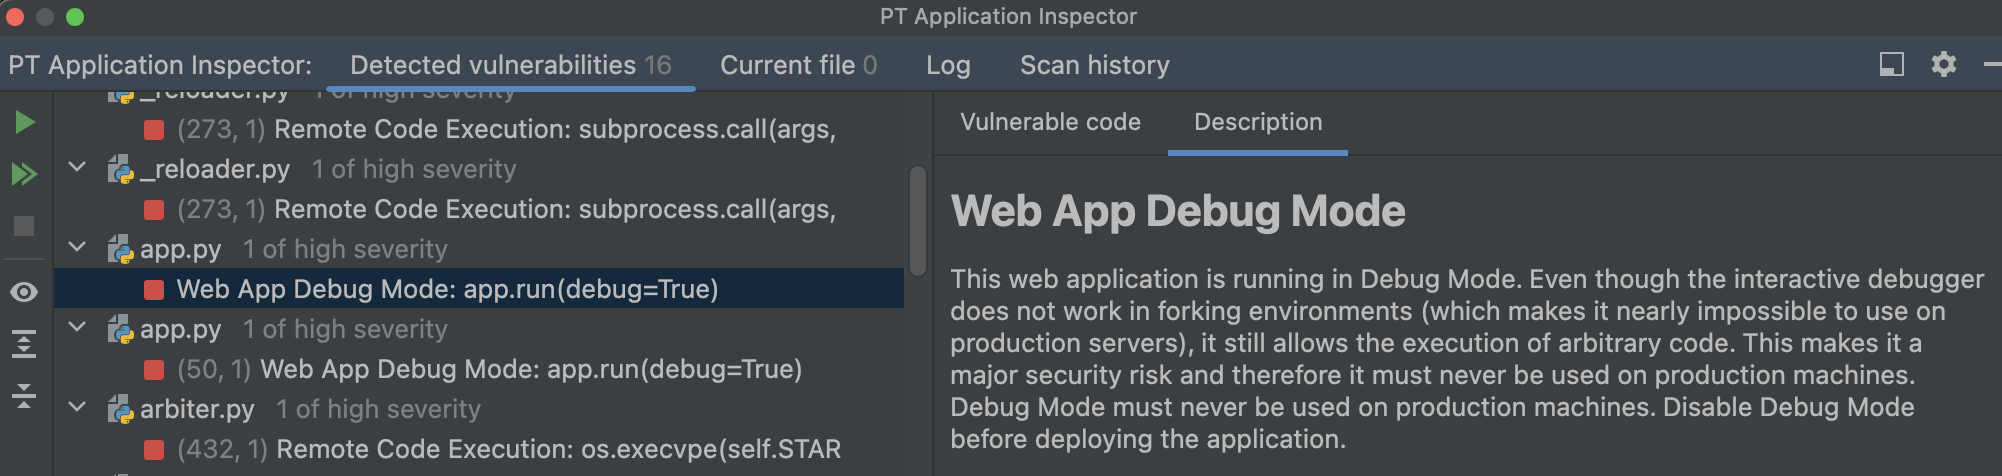 PT Application Inspector
PT Application Inspector: Detected vulnerabilities 16 Current file 0 Log Scan history
_reloader.py 1 of high severity
(273, 1) Remote Code Execution: subprocess.call(args,
_reloader.py 1 of high severity
(273, 1) Remote Code Execution: subprocess.call(args,
app.py 1 of high severity
Web App Debug Mode: app.run(debug=True)
app.py 1 of high severity
(50, 1) Web App Debug Mode: app.run(debug=True)
arbiter.py 1 of high severity
(432, 1) Remote Code Execution: os.execvpe(self.STAR
Vulnerable code Description
Web App Debug Mode
This web application is running in Debug Mode. Even though the interactive debugger
does not work in forking environments (which makes it nearly impossible to use on
production servers), it still allows the execution of arbitrary code. This makes it a
major security risk and therefore it must never be used on production machines.
Debug Mode must never be used on production machines. Disable Debug Mode
before deploying the application.